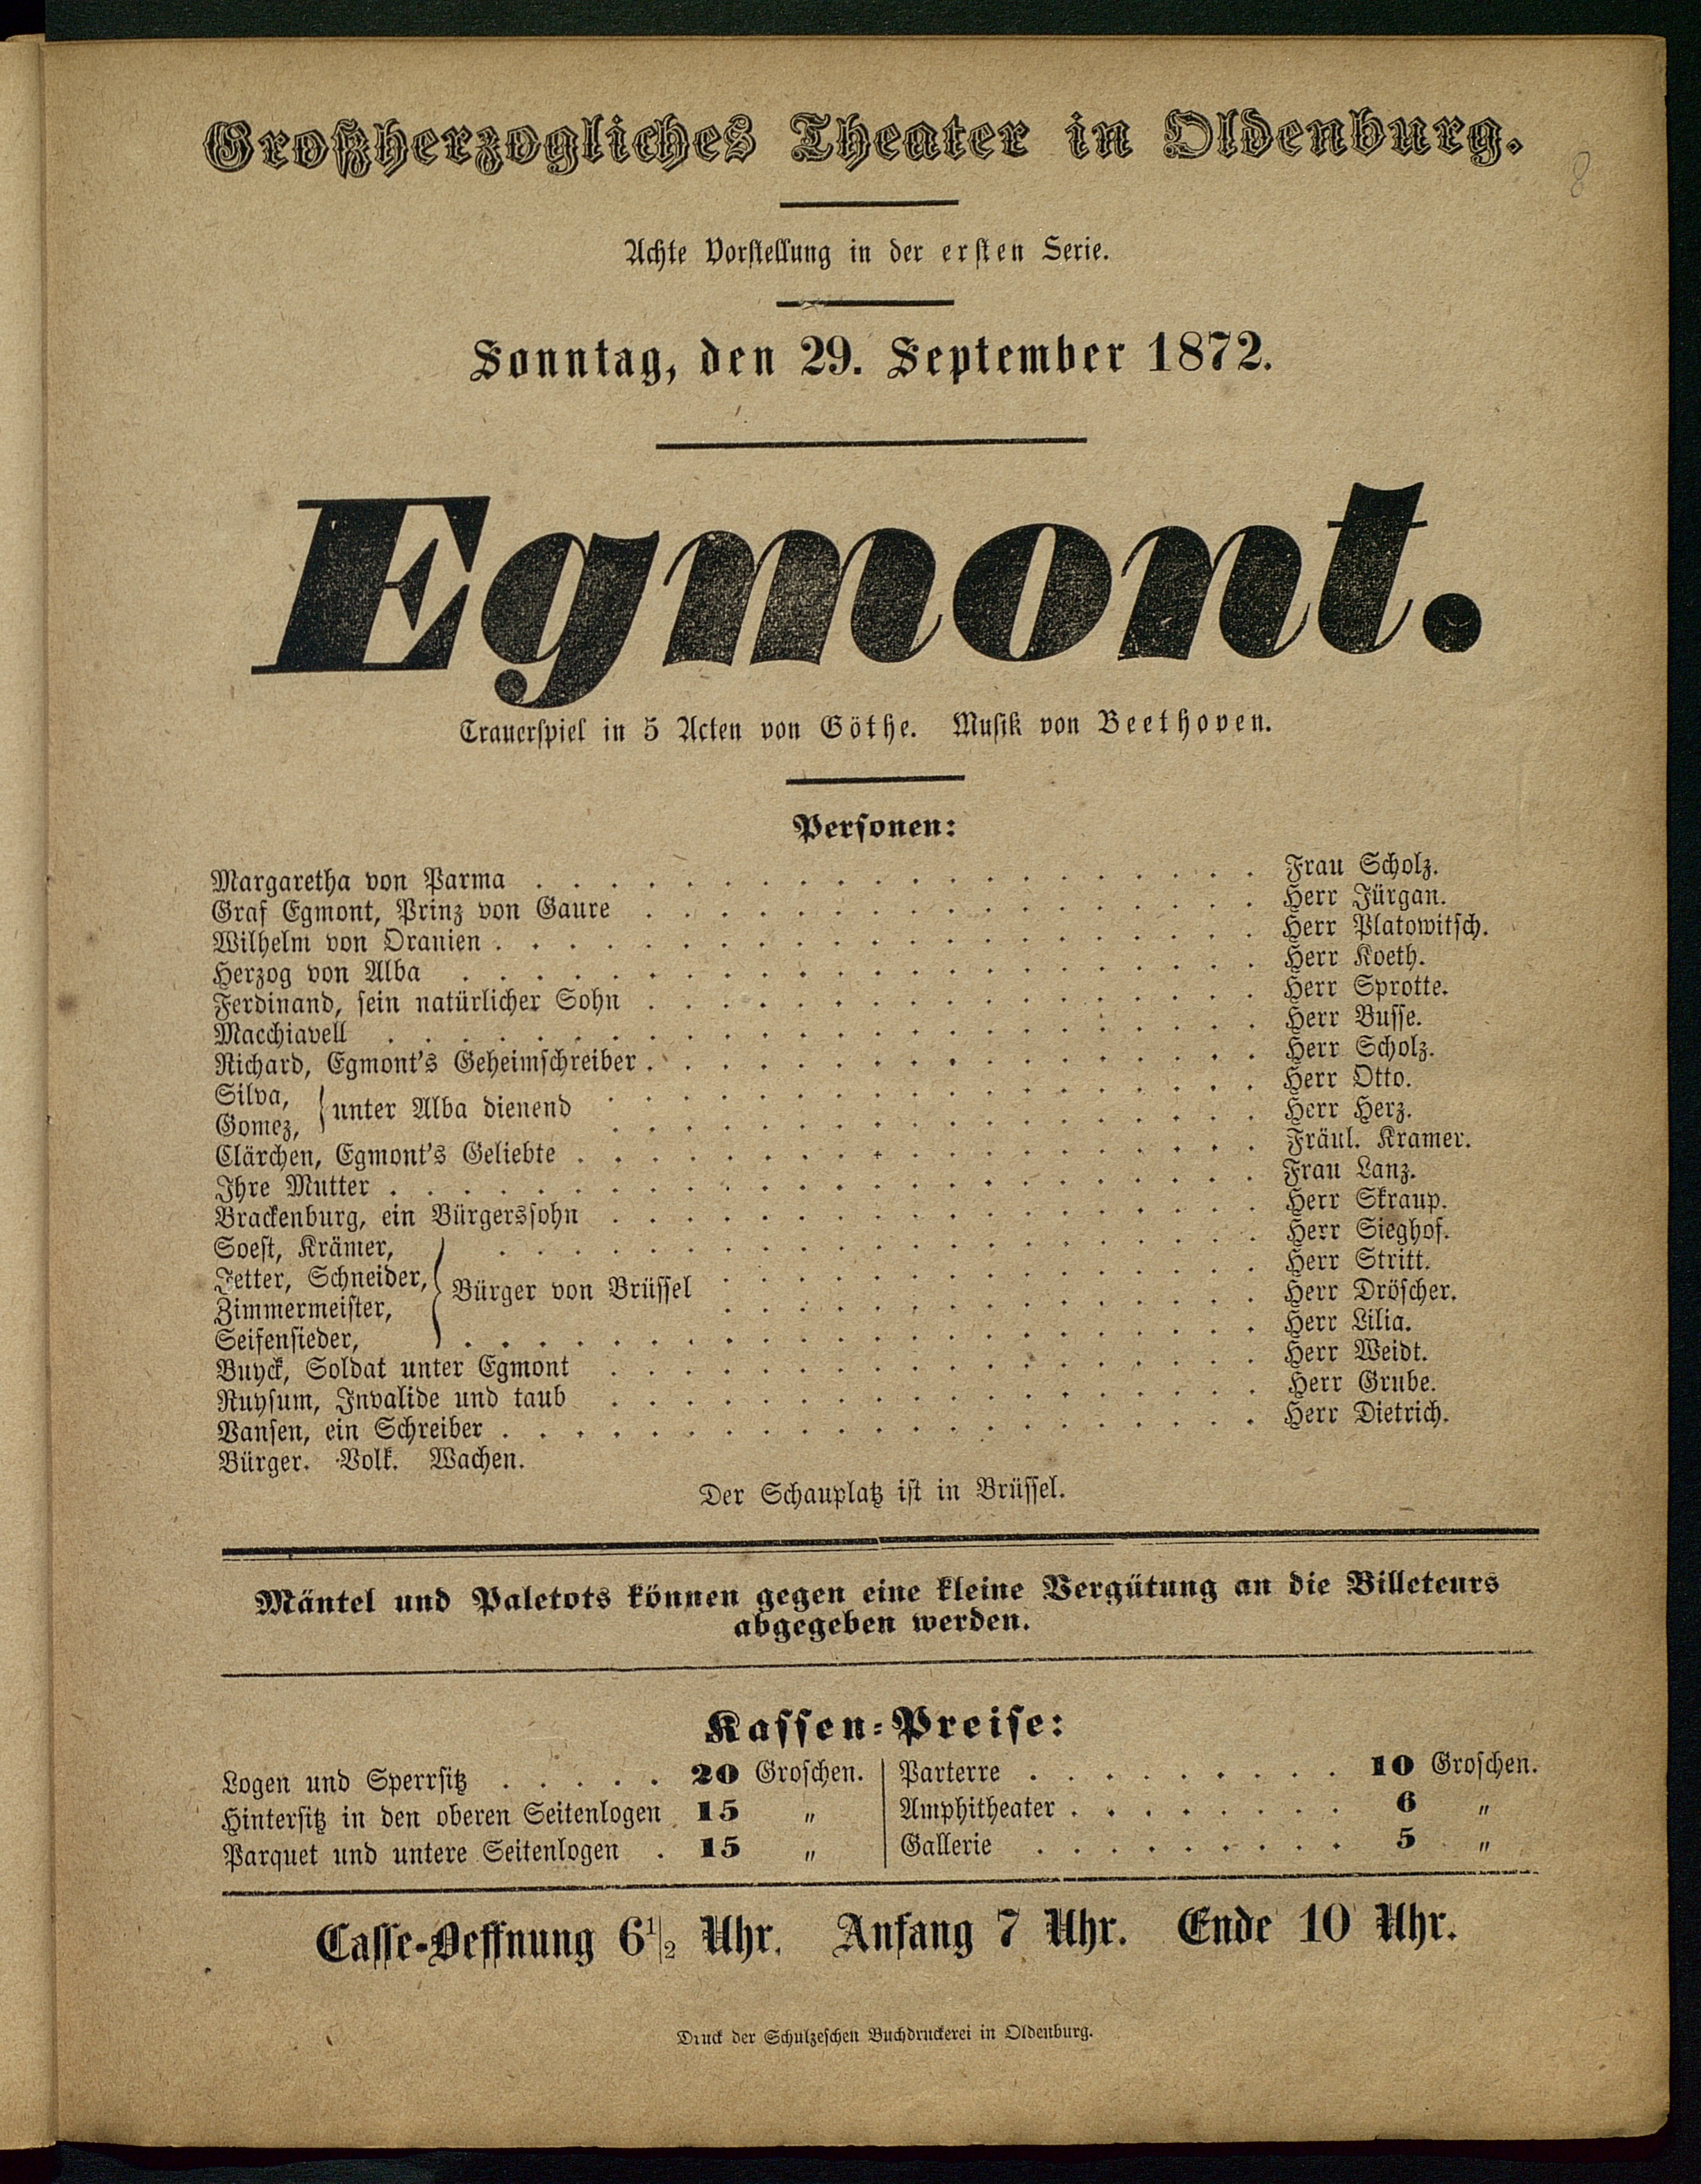 Großherzogliches Theater in Oldenburg.
8
Achte Vorstellung in der ersten Serie.
Sonntag, den 29. September 1872.
Egmont.
Trauerspiel in 5 Acten von Göthe. Musik von Beethoven.
Personen:
Margaretha von Parma . . . . . Frau Scholz.
Graf Egmont, Prinz von Gaure . . . . . Herr Jürgan.
Wilhelm von Oranien . . . . . Herr Platowitsch.
Herzog von Alba . . . . . Herr Koeth.
Ferdinand, sein natürlicher Sohn . . . . . Herr Sprotte.
Macchiavell . . . . . Herr Busse.
Richard, Egmont's Geheimschreiber . . . . . Herr Scholz.
Silva, } unter Alba dienend . . . . . Herr Otto.
Gomez, . . . . . Herr Herz.
Clärchen, Egmont's Geliebte . . . . . Fräul. Kramer.
Ihre Mutter . . . . . Frau Lanz.
Brackenburg, ein Bürgerssohn . . . . . Herr Skraup.
Soest, Krämer, . . . . . Herr Sieghof.
Jetter, Schneider, } Bürger von Brüssel . . . . . Herr Stritt.
Zimmermeister, . . . . . Herr Dröscher.
Seifensieder, . . . . . Herr Lilia.
Buyck, Soldat unter Egmont . . . . . Herr Weidt.
Ruysum, Invalide und taub . . . . . Herr Grube.
Vansen, ein Schreiber . . . . . Herr Dietrich.
Bürger. Volk. Wachen.
Der Schauplatz ist in Brüssel.
Mäntel und Paletots können gegen eine kleine Vergütung an die Billeteurs
abgegeben werden.
Kassen-Preise:
Logen und Sperrsitz . . . . . 20 Groschen.
Hintersitz in den oberen Seitenlogen . 15 "
Parquet und untere Seitenlogen . 15 "
Parterre . . . . . 10 Groschen.
Amphitheater . . . . . 6 "
Gallerie . . . . . 5 "
Casse-Oeffnung 6 1/2 Uhr. Anfang 7 Uhr. Ende 10 Uhr.
Druck der Schulzeschen Buchdruckerei in Oldenburg.